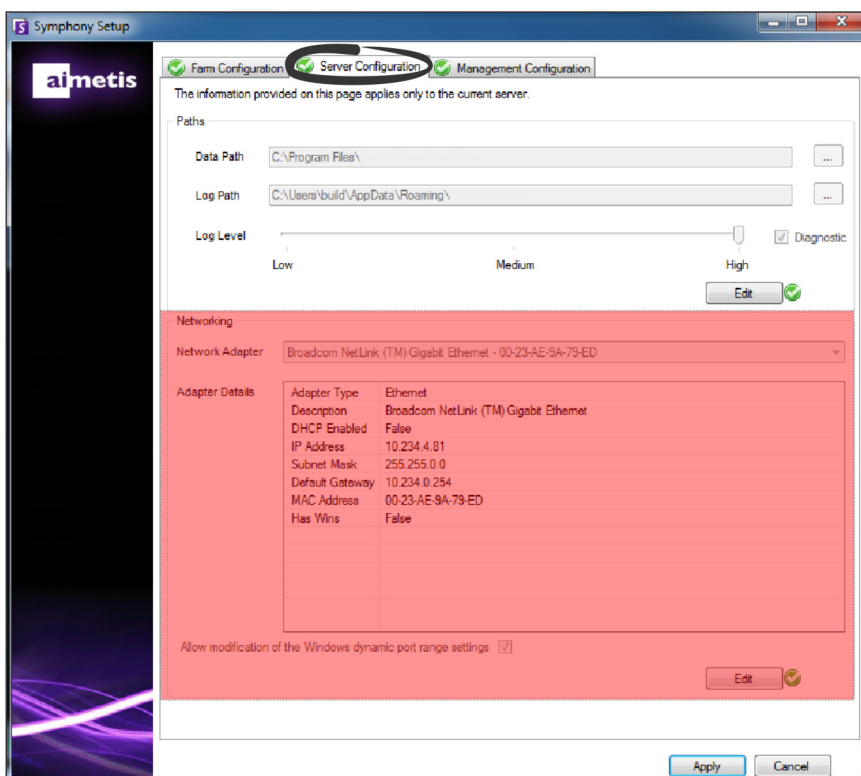 Symphony Setup
aimetis
Farm Configuration Server Configuration Management Configuration
The information provided on this page applies only to the current server.
Paths
Data Path C:\Program Files\ ...
Log Path C:\Users\build\AppData\Roaming\ ...
Log Level Diagnostic
Low Medium High
Edit
Networking
Network Adapter Broadcom NetLink (TM) Gigabit Ethernet - 00-23-AE-9A-79-ED
Adapter Details Adapter Type Ethernet
Description Broadcom NetLink (TM) Gigabit Ethernet
DHCP Enabled False
IP Address 10.234.4.81
Subnet Mask 255.255.0.0
Default Gateway 10.234.0.254
MAC Address 00-23-AE-9A-79-ED
Has Wins False
Allow modification of the Windows dynamic port range settings
Edit
Apply Cancel